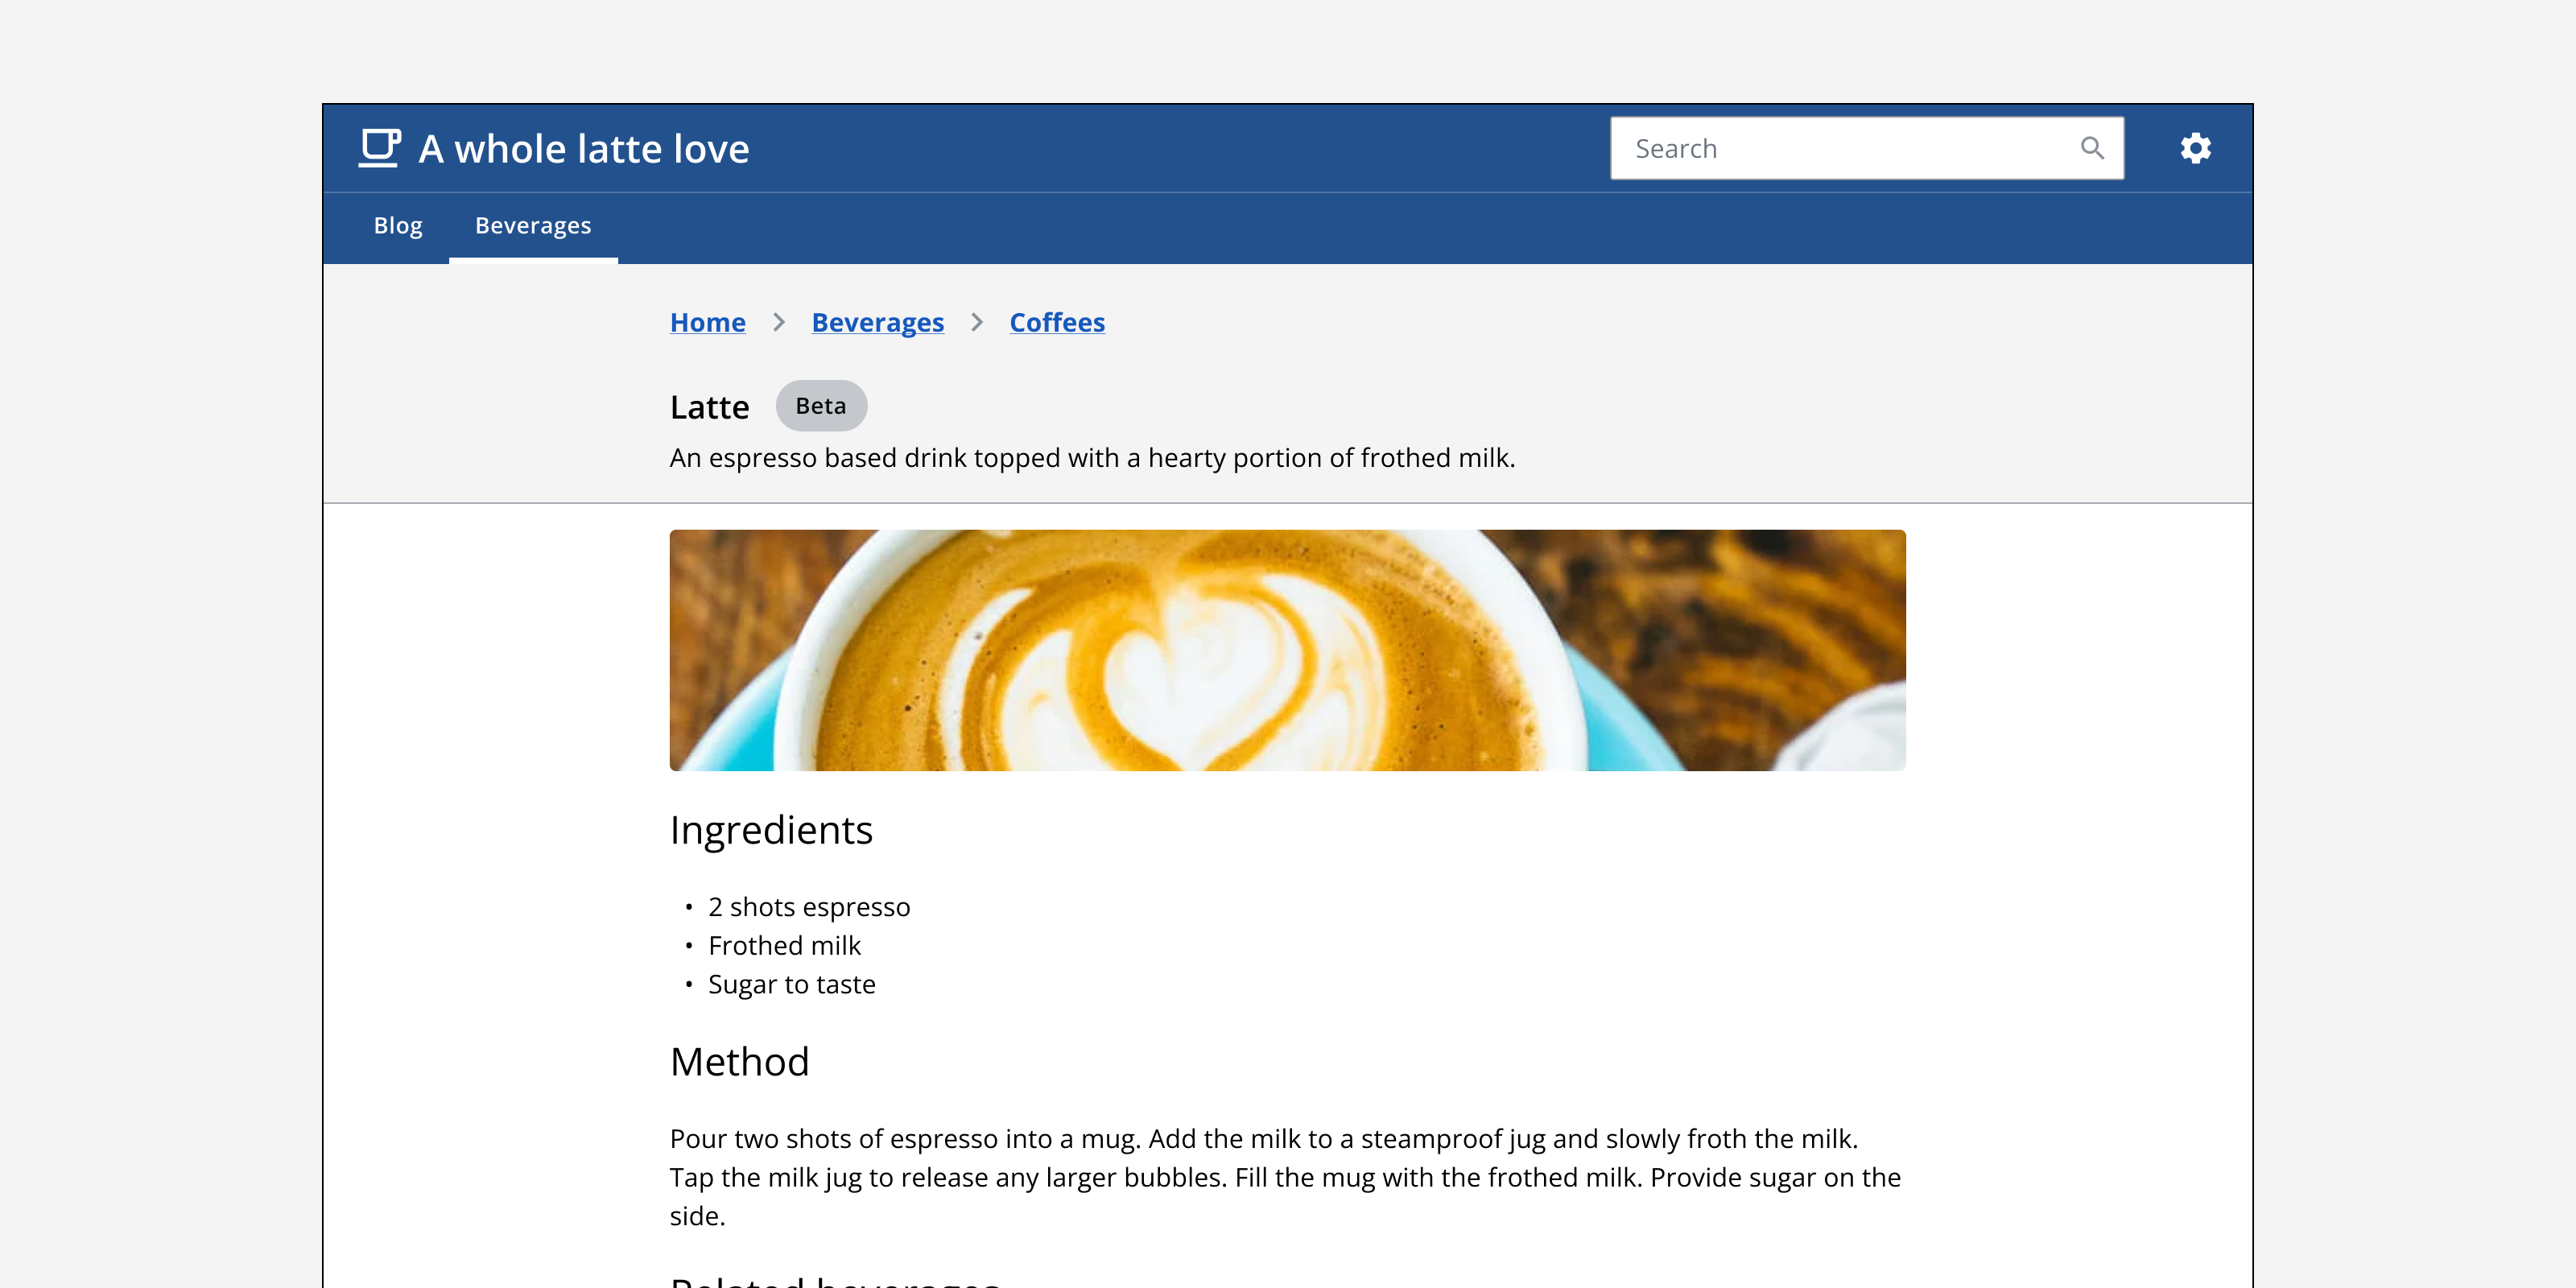 A whole latte love
Search
Blog
Beverages
Home
Beverages
Coffees
Latte
Beta
An espresso based drink topped with a hearty portion of frothed milk.
Ingredients
• 2 shots espresso
• Frothed milk
• Sugar to taste
Method
Pour two shots of espresso into a mug. Add the milk to a steamproof jug and slowly froth the milk.
Tap the milk jug to release any larger bubbles. Fill the mug with the frothed milk. Provide sugar on the
side.
Related beverages